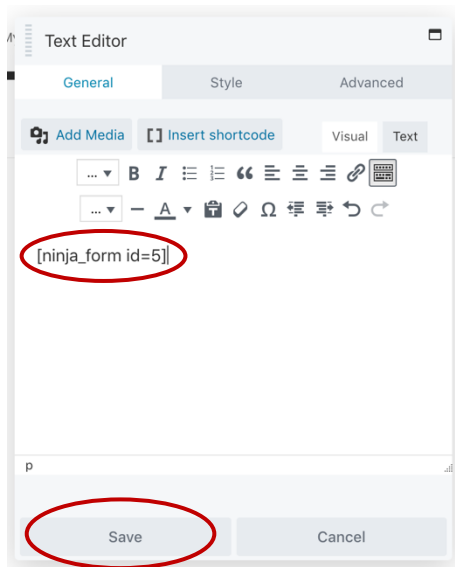 Text Editor
General Style Advanced
Add Media [] Insert shortcode Visual Text
... B I
... A Ω
[ninja_form id=5]
p
Save Cancel